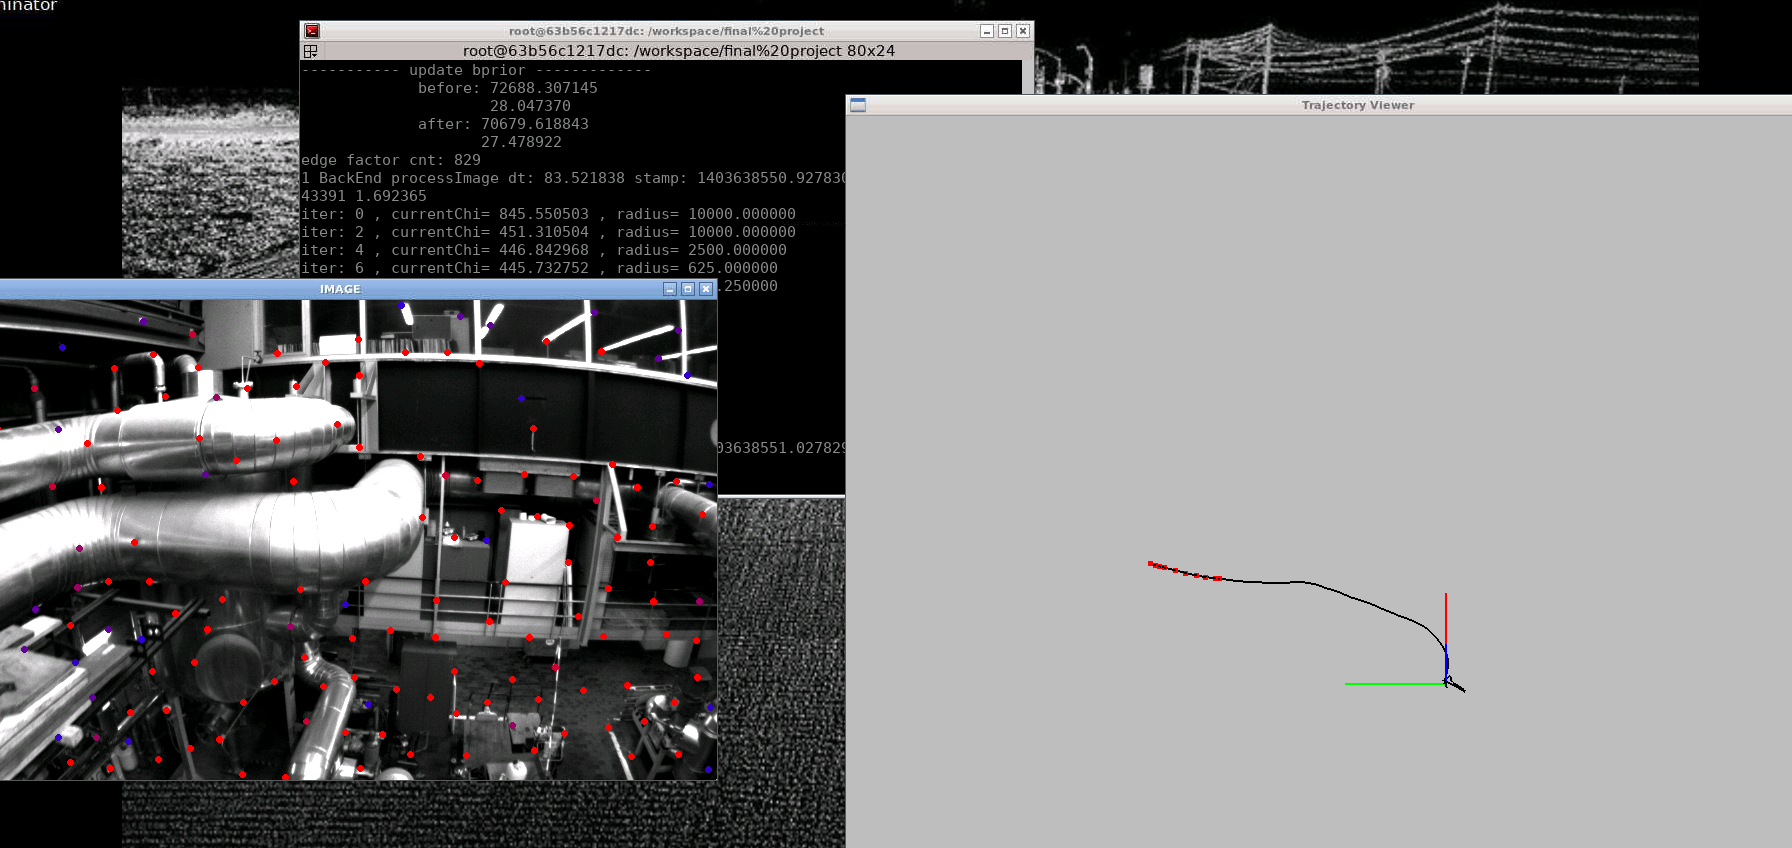 minator
root@63b56c1217dc: /workspace/final%20project
root@63b56c1217dc: /workspace/final%20project 80x24
----------- update bprior -------------
before: 72688.307145
28.047370
after: 70679.618843
27.478922
edge factor cnt: 829
1 BackEnd processImage dt: 83.521838 stamp: 1403638550.927830
43391 1.692365
iter: 0 , currentChi= 845.550503 , radius= 10000.000000
iter: 2 , currentChi= 451.310504 , radius= 10000.000000
iter: 4 , currentChi= 446.842968 , radius= 2500.000000
iter: 6 , currentChi= 445.732752 , radius= 625.000000
.250000
03638551.027829
IMAGE
Trajectory Viewer